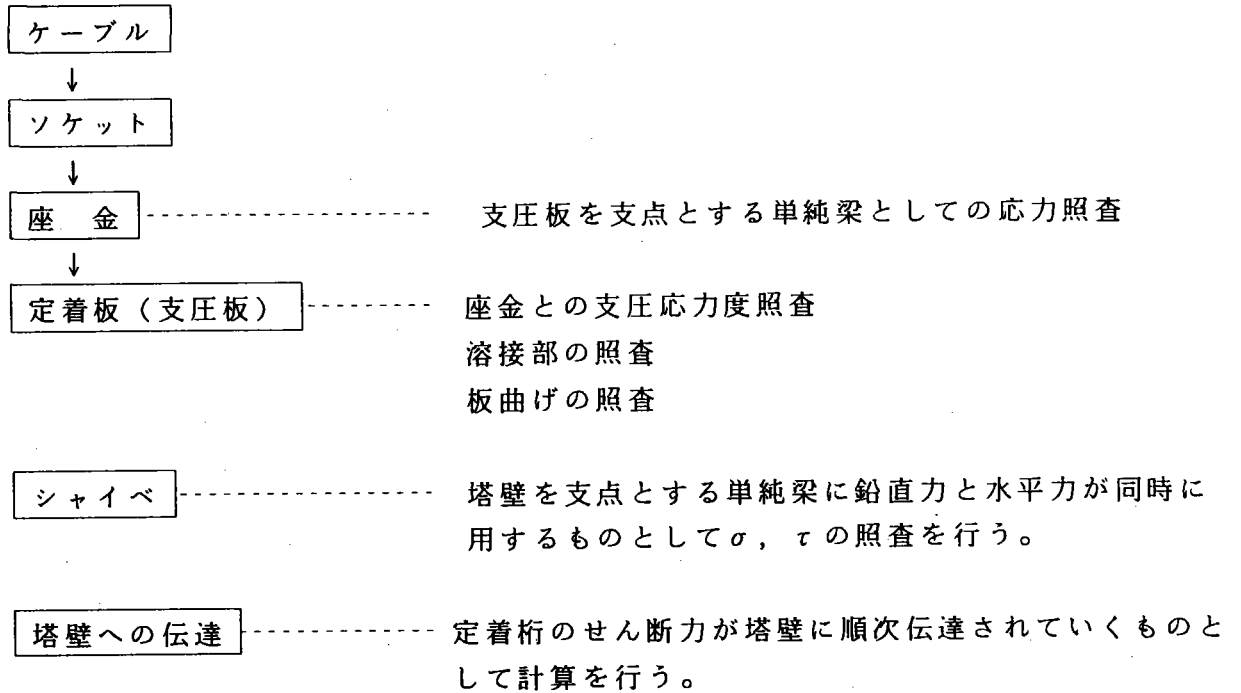 ケーブル
↓
ソケット
↓
座 金 支圧板を支点とする単純梁としての応力照査
↓
定着板（支圧板） 座金との支圧応力度照査
溶接部の照査
板曲げの照査
シャイベ 塔壁を支点とする単純梁に鉛直力と水平力が同時に
用するものとしてσ，τの照査を行う。
塔壁への伝達 定着桁のせん断力が塔壁に順次伝達されていくものと
して計算を行う。